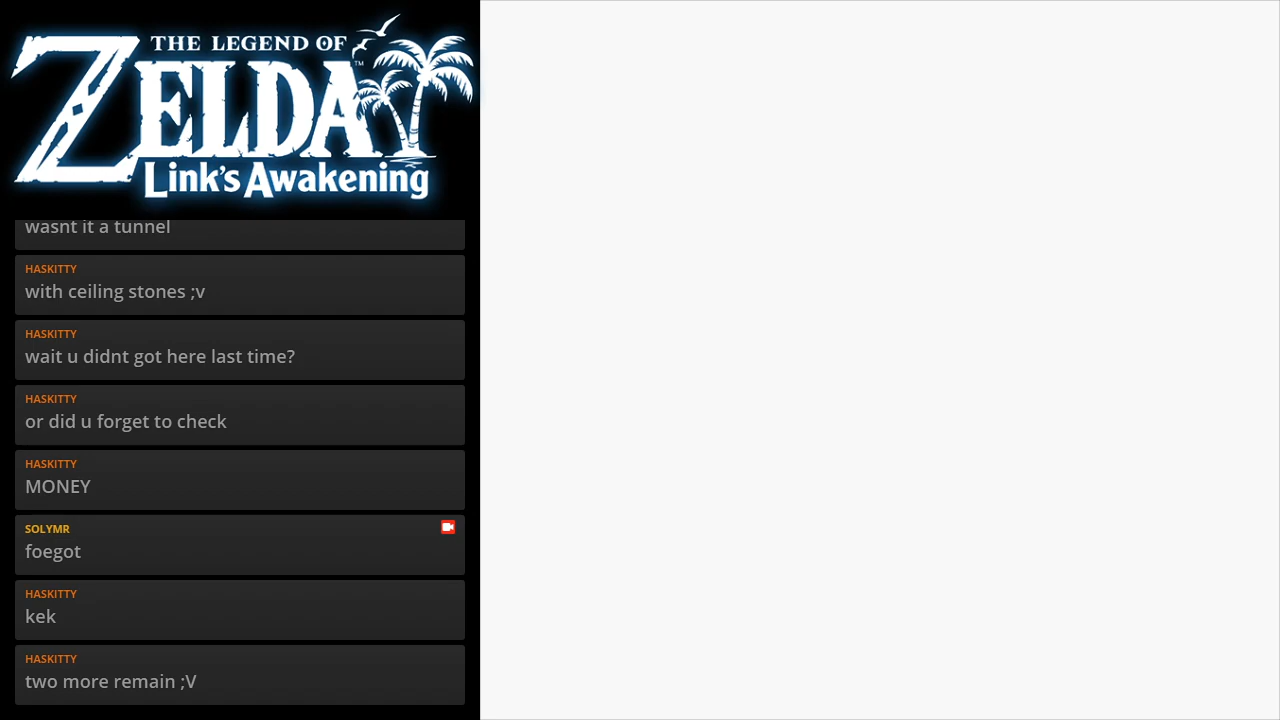 THE LEGEND OF
ZELDA™
Link's Awakening
wasnt it a tunnel
HASKITTY
with ceiling stones ;v
HASKITTY
wait u didnt got here last time?
HASKITTY
or did u forget to check
HASKITTY
MONEY
SOLYMR
foegot
HASKITTY
kek
HASKITTY
two more remain ;V